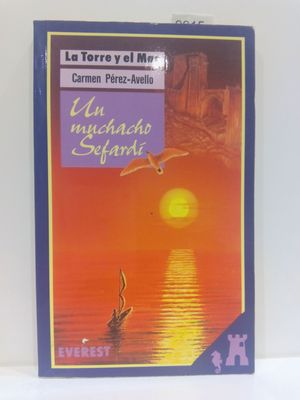 La Torre y el Mar
Carmen Pérez-Avello
Un
muchacho
Sefardí
EVEREST